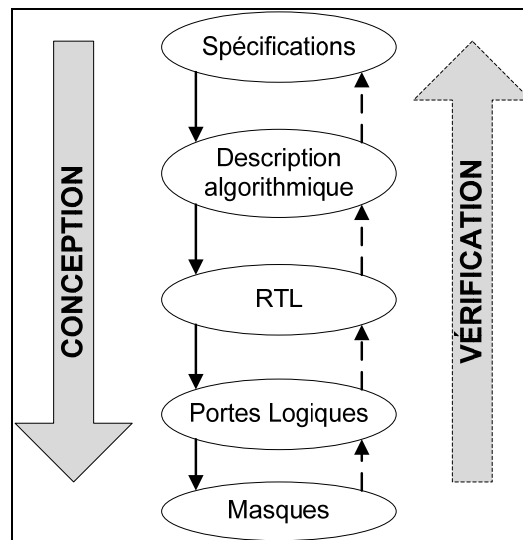 Spécifications
Description
algorithmique
RTL
Portes Logiques
Masques
CONCEPTION
VÉRIFICATION